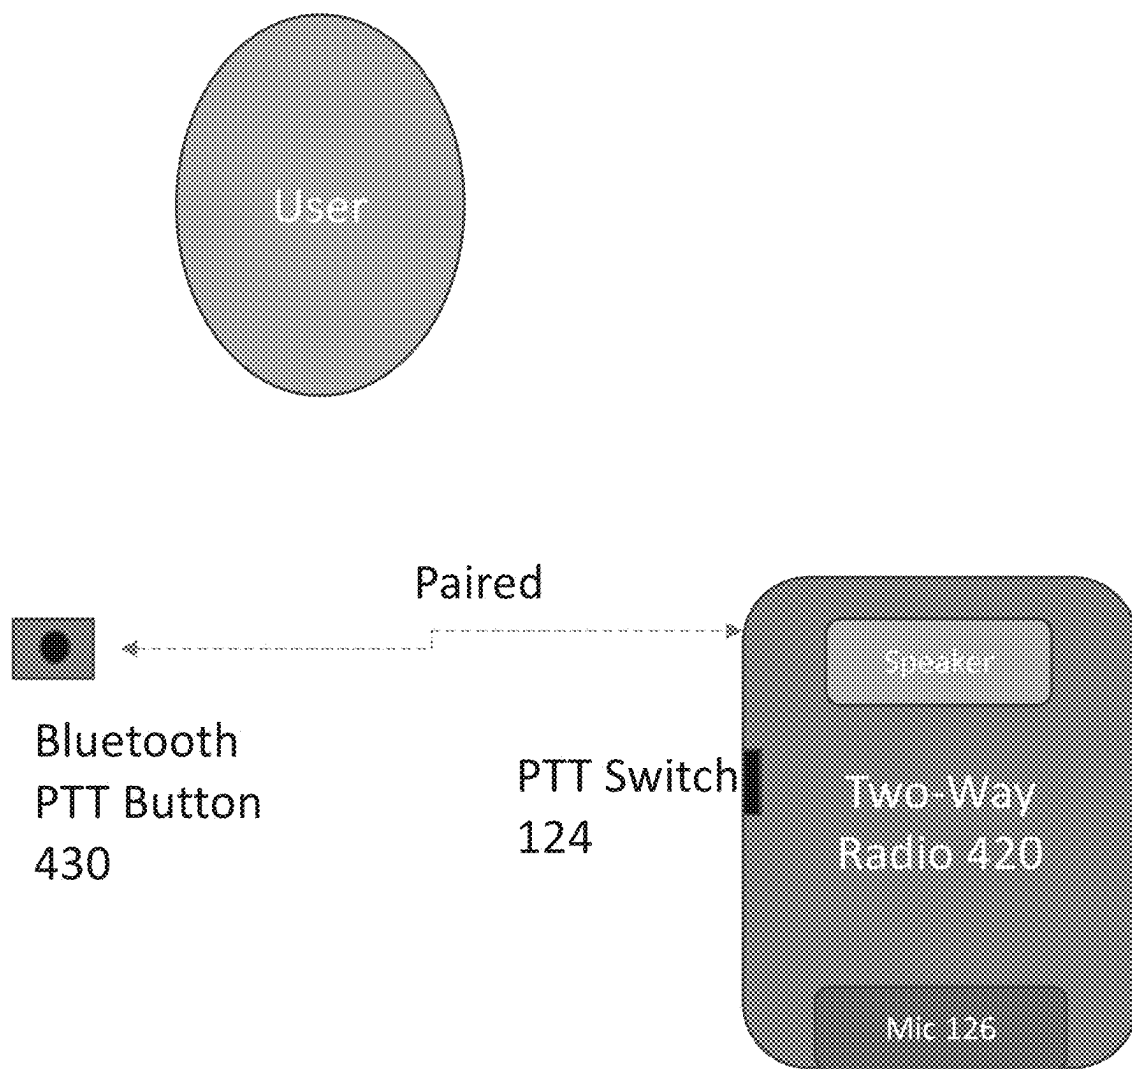 User
Paired
Speaker
Bluetooth
PTT Button
430
PTT Switch
124
Two-Way
Radio 420
Mic 126